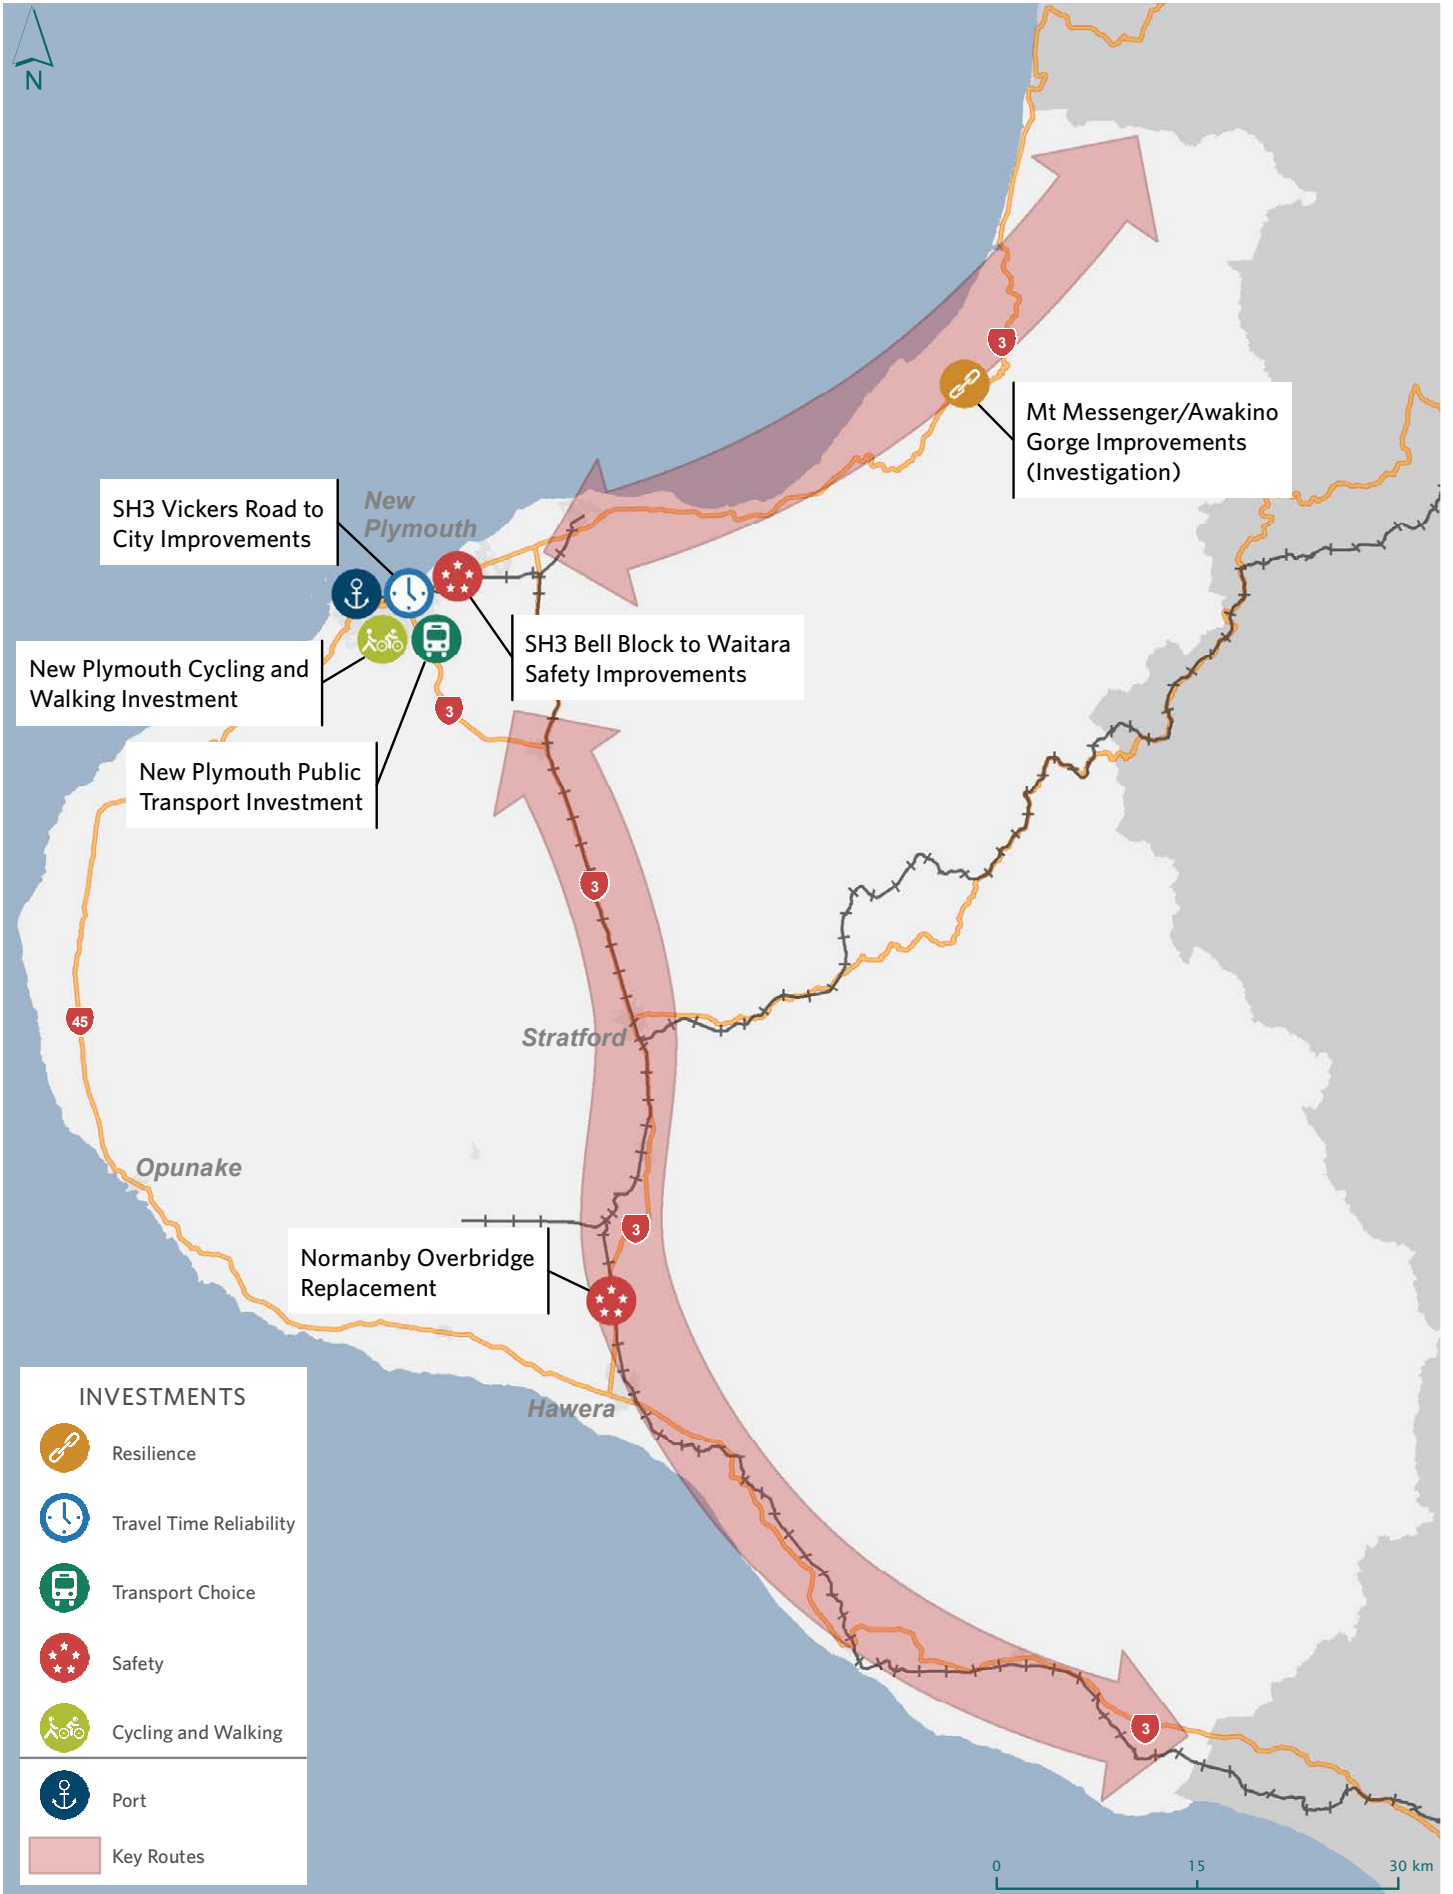 N
3
Mt Messenger/Awakino
Gorge Improvements
(Investigation)
SH3 Vickers Road to
City Improvements
New
Plymouth
SH3 Bell Block to Waitara
Safety Improvements
New Plymouth Cycling and
Walking Investment
3
New Plymouth Public
Transport Investment
3
45
Stratford
Opunake
3
Normanby Overbridge
Replacement
Hawera
INVESTMENTS
Resilience
Travel Time Reliability
Transport Choice
Safety
Cycling and Walking
Port
Key Routes
3
0 15 30 km